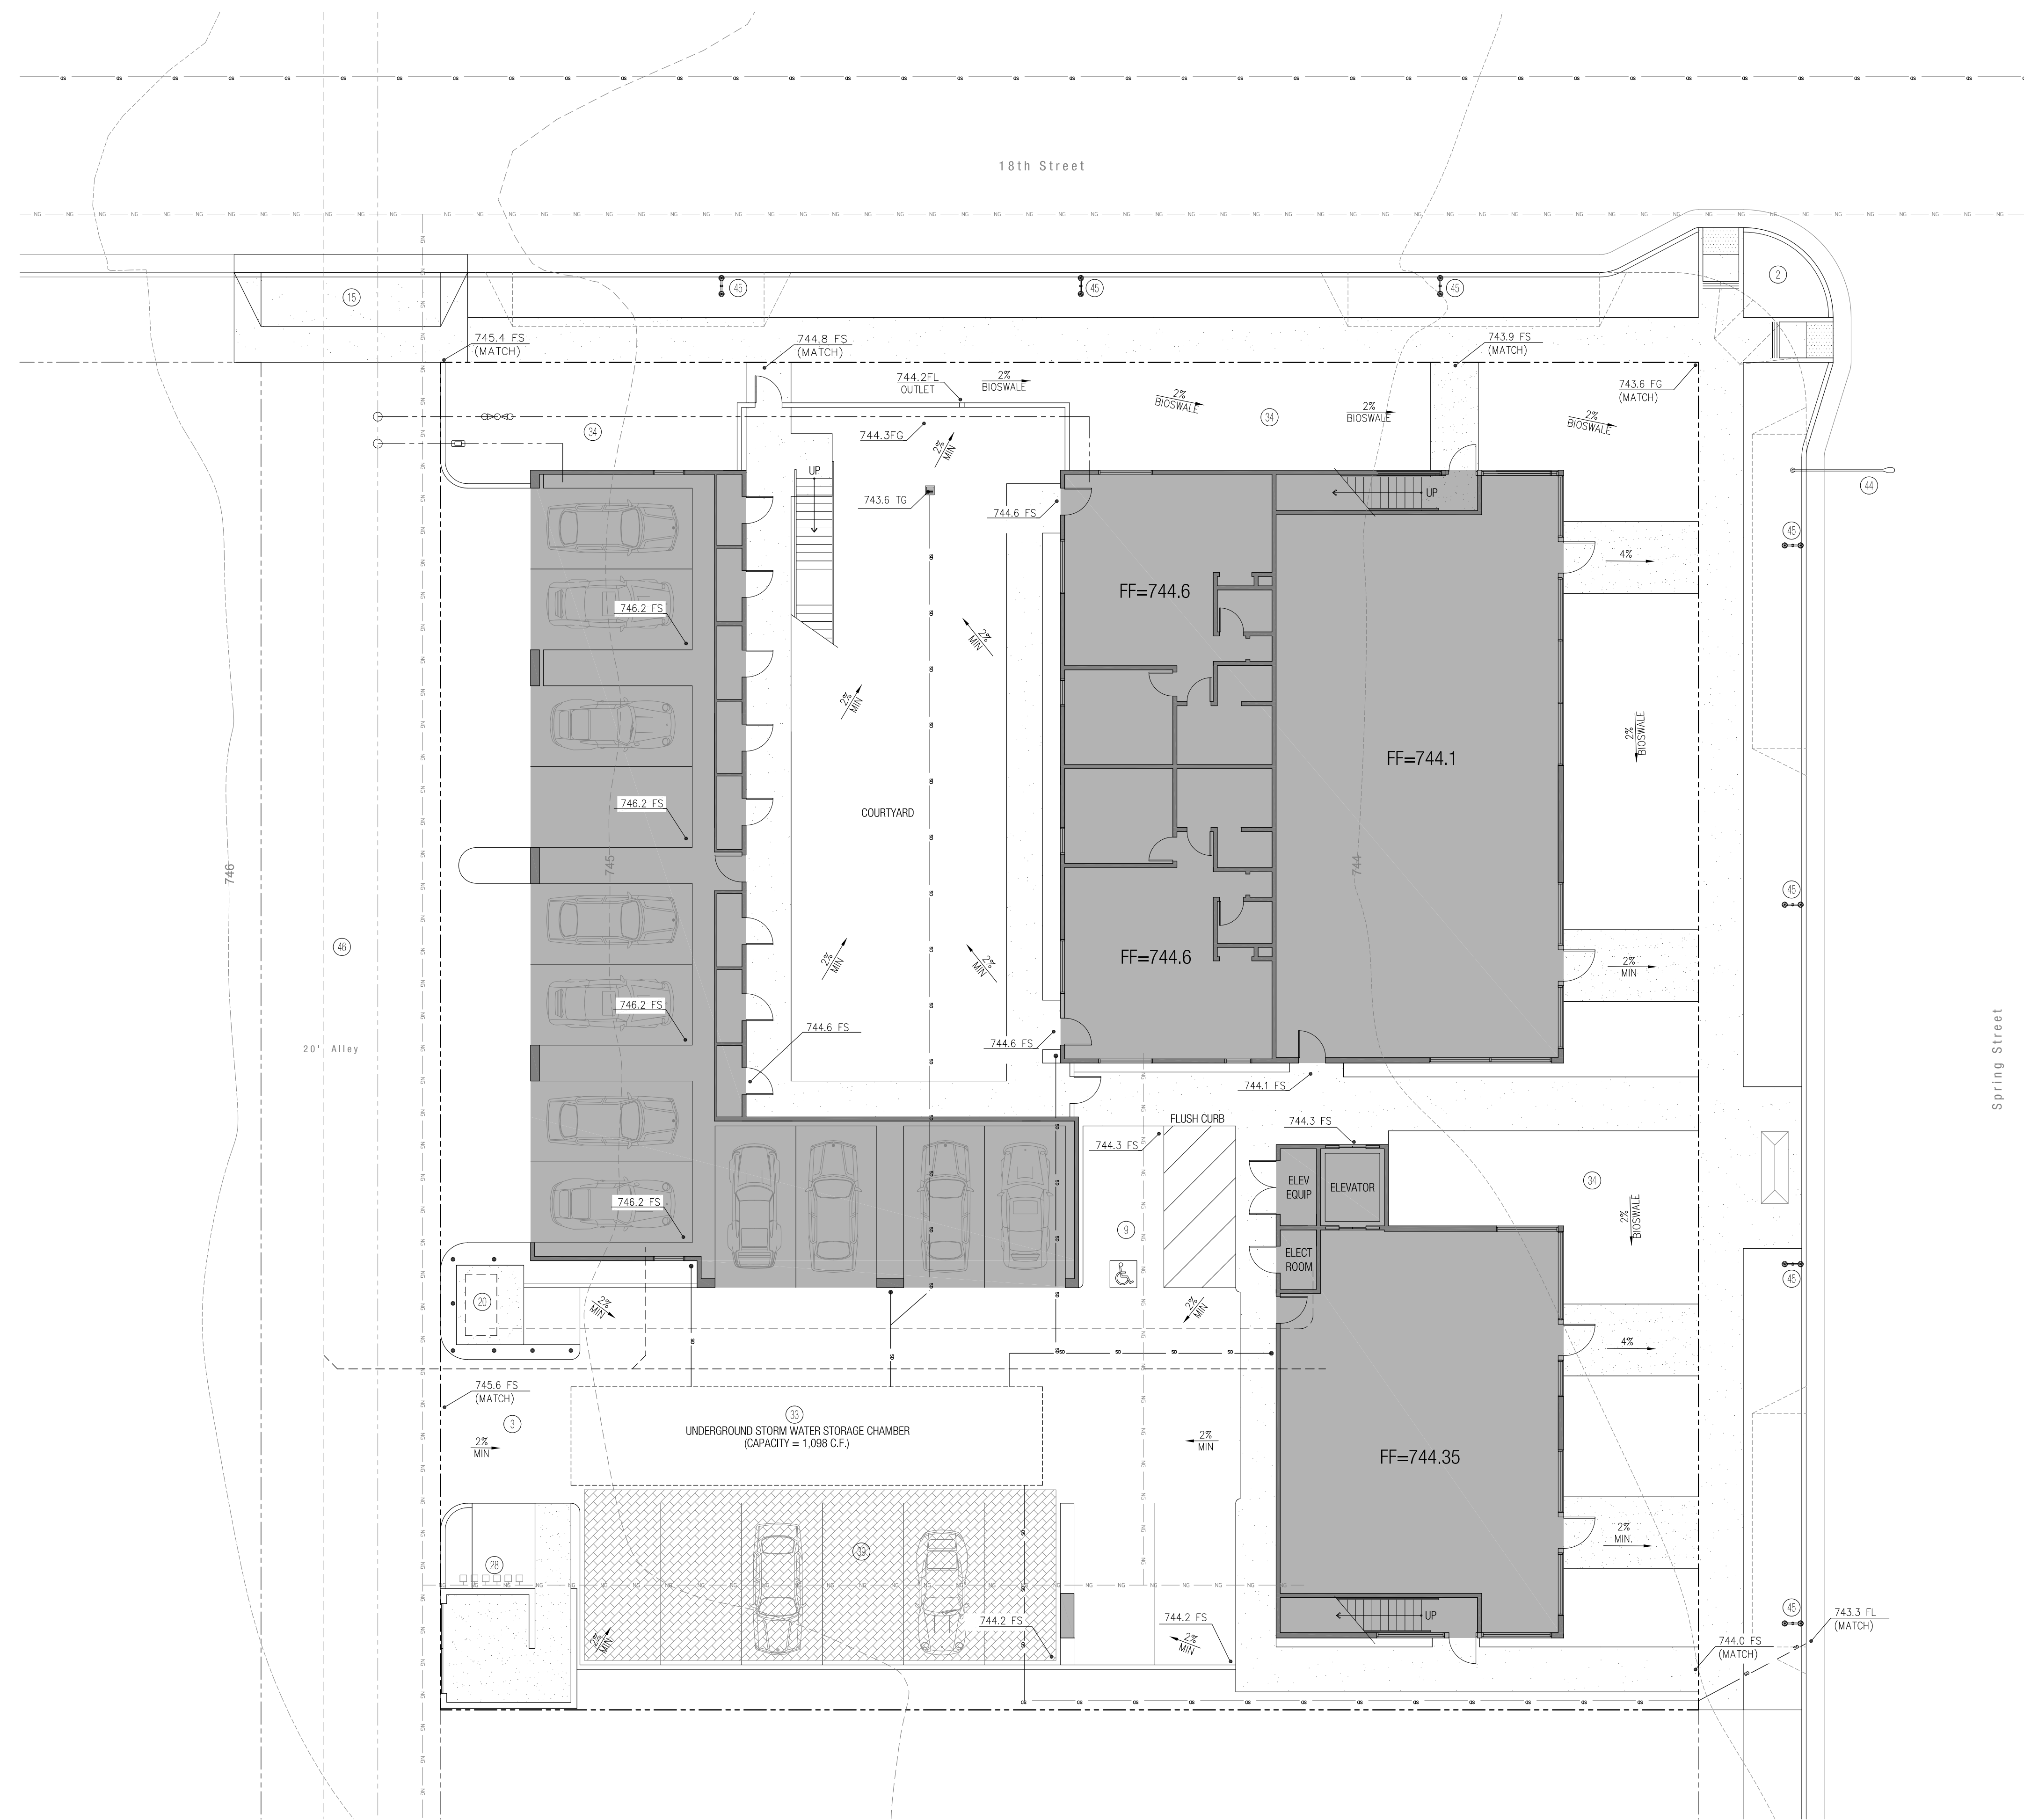 18th Street
15
45
45
45
2
745.4 FS
(MATCH)
744.8 FS
(MATCH)
743.9 FS
(MATCH)
744.2FL
OUTLET
2%
BIOSWALE
2%
BIOSWALE
2%
BIOSWALE
743.6 FG
(MATCH)
2%
BIOSWALE
34
34
744.3FG
2%
MIN
UP
743.6 TG
744.6 FS
UP
44
45
4%
FF=744.6
746.2 FS
2%
MIN
2%
MIN
2%
BIOSWALE
FF=744.1
746.2 FS
COURTYARD
746
745
744
45
46
2%
MIN
2%
MIN
FF=744.6
2%
MIN
746.2 FS
744.6 FS
744.6 FS
20' Alley
Spring Street
744.1 FS
FLUSH CURB
744.3 FS
744.3 FS
ELEV
EQUIP
ELEVATOR
34
746.2 FS
9
2%
BIOSWALE
ELECT
ROOM
45
20
2%
MIN
2%
MIN
4%
745.6 FS
(MATCH)
3
33
UNDERGROUND STORM WATER STORAGE CHAMBER
(CAPACITY = 1,098 C.F.)
2%
MIN
2%
MIN
FF=744.35
2%
MIN.
39
28
744.2 FS
744.2 FS
UP
45
743.3 FL
(MATCH)
2%
MIN
2%
MIN
744.0 FS
(MATCH)